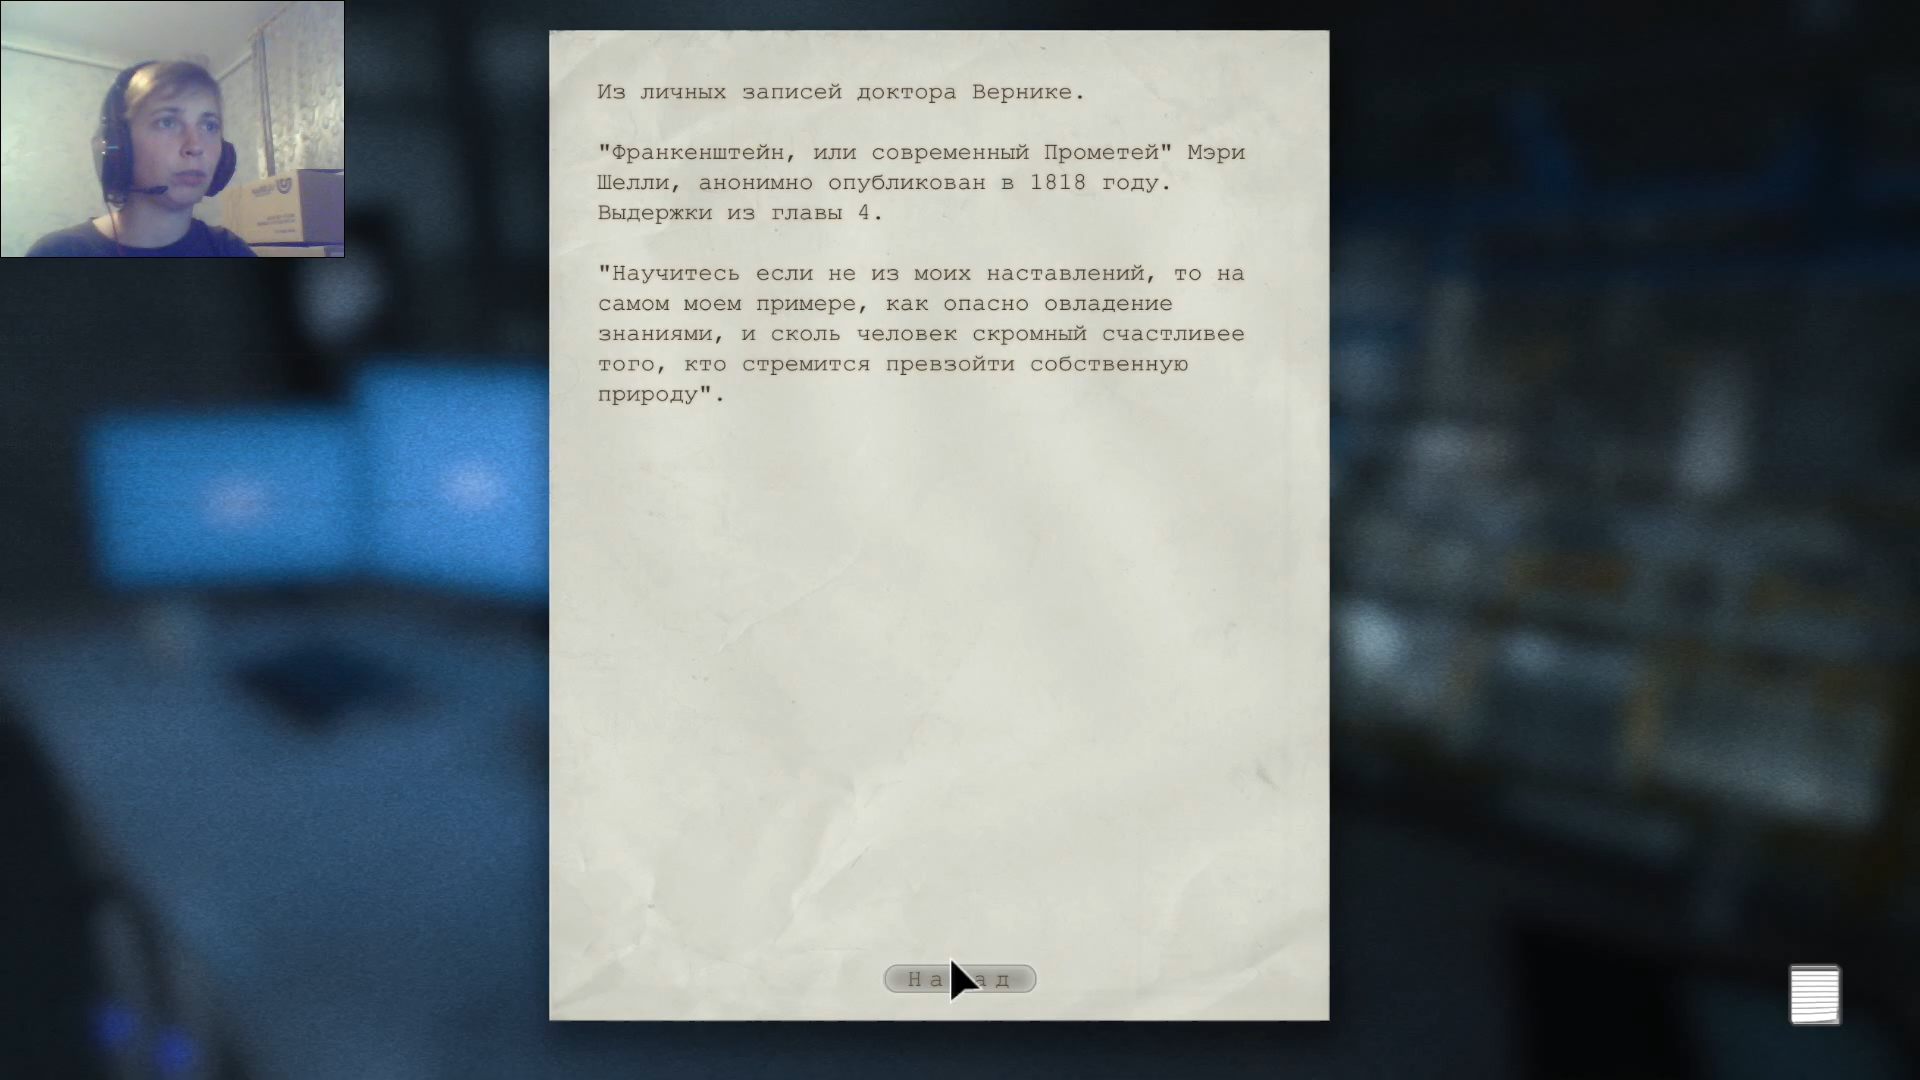 Из личных записей доктора Вернике.
"Франкенштейн, или современный Прометей" Мэри
Шелли, анонимно опубликован в 1818 году.
Выдержки из главы 4.
"Научитесь если не из моих наставлений, то на
самом моем примере, как опасно овладение
знаниями, и сколь человек скромный счастливее
того, кто стремится превзойти собственную
природу".